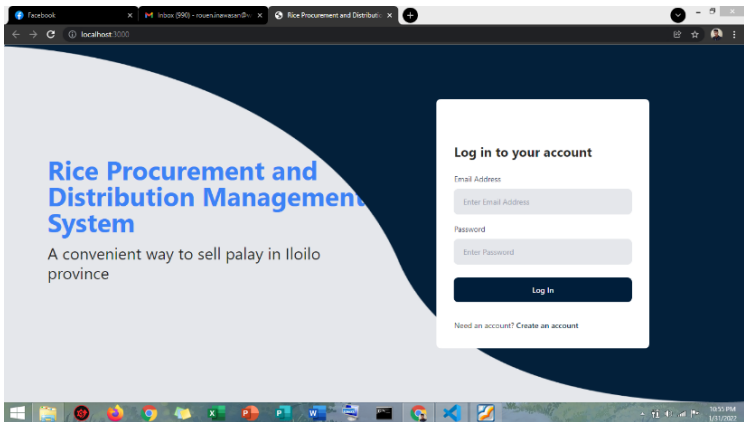 Facebook
Inbox (990) - rouen.inawasan@w
Rice Procurement and Distributio
localhost:3000
Rice Procurement and
Distribution Management
System
A convenient way to sell palay in Iloilo
province
Log in to your account
Email Address
Enter Email Address
Password
Enter Password
Log In
Need an account? Create an account
10:55 PM
1/31/2022